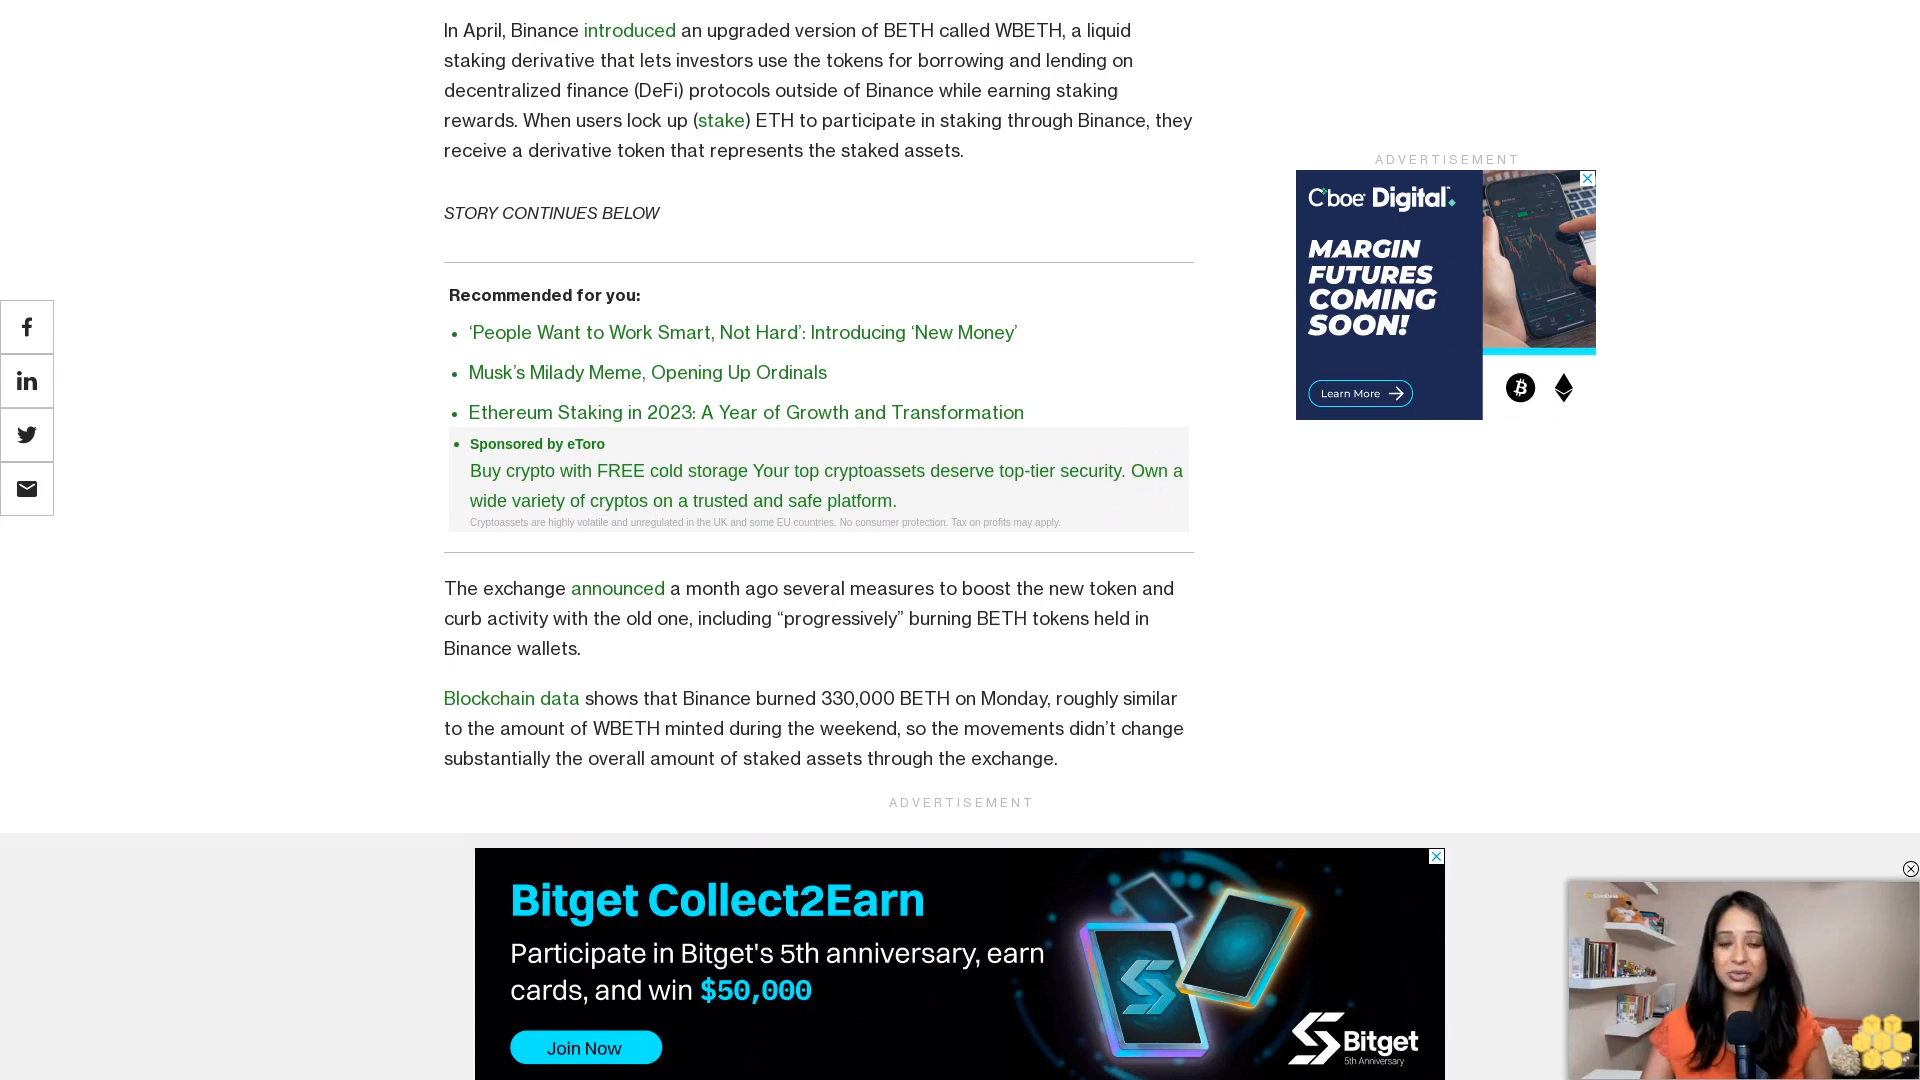 In April, Binance introduced an upgraded version of BETH called WBETH, a liquid
staking derivative that lets investors use the tokens for borrowing and lending on
decentralized finance (DeFi) protocols outside of Binance while earning staking
rewards. When users lock up (stake) ETH to participate in staking through Binance, they
receive a derivative token that represents the staked assets.
STORY CONTINUES BELOW
Recommended for you:
• ‘People Want to Work Smart, Not Hard’: Introducing ‘New Money’
• Musk’s Milady Meme, Opening Up Ordinals
• Ethereum Staking in 2023: A Year of Growth and Transformation
• Sponsored by eToro
Buy crypto with FREE cold storage Your top cryptoassets deserve top-tier security. Own a
wide variety of cryptos on a trusted and safe platform.
Cryptoassets are highly volatile and unregulated in the UK and some EU countries. No consumer protection. Tax on profits may apply.
The exchange announced a month ago several measures to boost the new token and
curb activity with the old one, including “progressively” burning BETH tokens held in
Binance wallets.
Blockchain data shows that Binance burned 330,000 BETH on Monday, roughly similar
to the amount of WBETH minted during the weekend, so the movements didn’t change
substantially the overall amount of staked assets through the exchange.
ADVERTISEMENT
Cboe Digital
MARGIN
FUTURES
COMING
SOON!
Learn More
ADVERTISEMENT
Bitget Collect2Earn
Participate in Bitget's 5th anniversary, earn
cards, and win $50,000
Join Now
Bitget
5th Anniversary